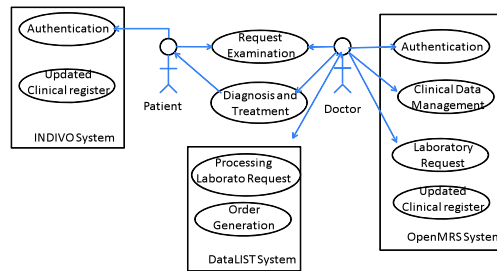 Authentication
Updated
Clinical register
INDIVO System
Patient
Request
Examination
Diagnosis and
Treatment
Doctor
Processing
Laborato Request
Order
Generation
DataLIST System
Authentication
Clinical Data
Management
Laboratory
Request
Updated
Clinical register
OpenMRS System